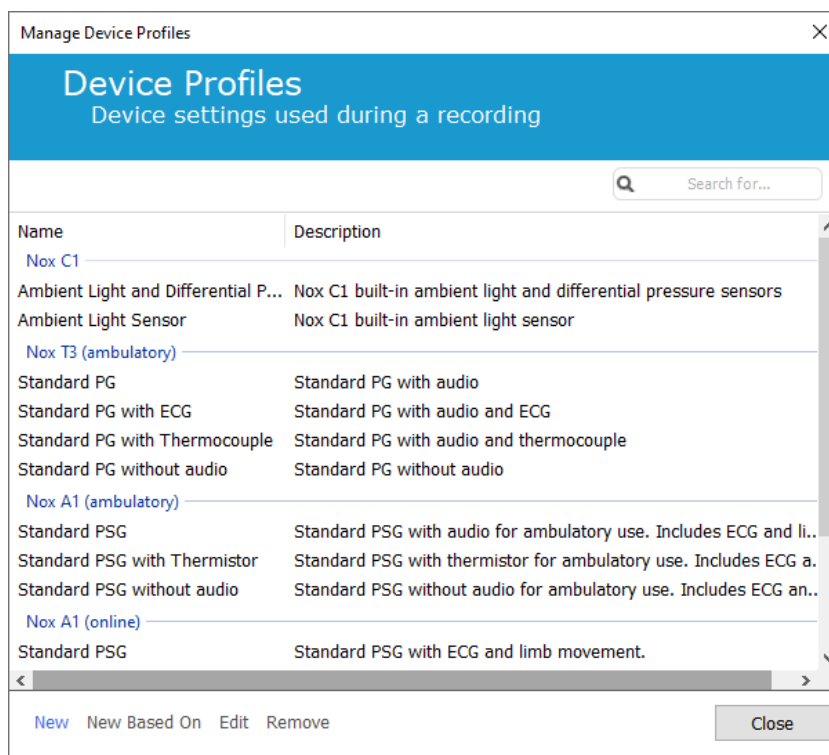 Manage Device Profiles
Device Profiles
Device settings used during a recording
Search for...
Name Description
Nox C1
Ambient Light and Differential P... Nox C1 built-in ambient light and differential pressure sensors
Ambient Light Sensor Nox C1 built-in ambient light sensor
Nox T3 (ambulatory)
Standard PG Standard PG with audio
Standard PG with ECG Standard PG with audio and ECG
Standard PG with Thermocouple Standard PG with audio and thermocouple
Standard PG without audio Standard PG without audio
Nox A1 (ambulatory)
Standard PSG Standard PSG with audio for ambulatory use. Includes ECG and li..
Standard PSG with Thermistor Standard PSG with thermistor for ambulatory use. Includes ECG a.
Standard PSG without audio Standard PSG without audio for ambulatory use. Includes ECG an..
Nox A1 (online)
Standard PSG Standard PSG with ECG and limb movement.
New New Based On Edit Remove Close